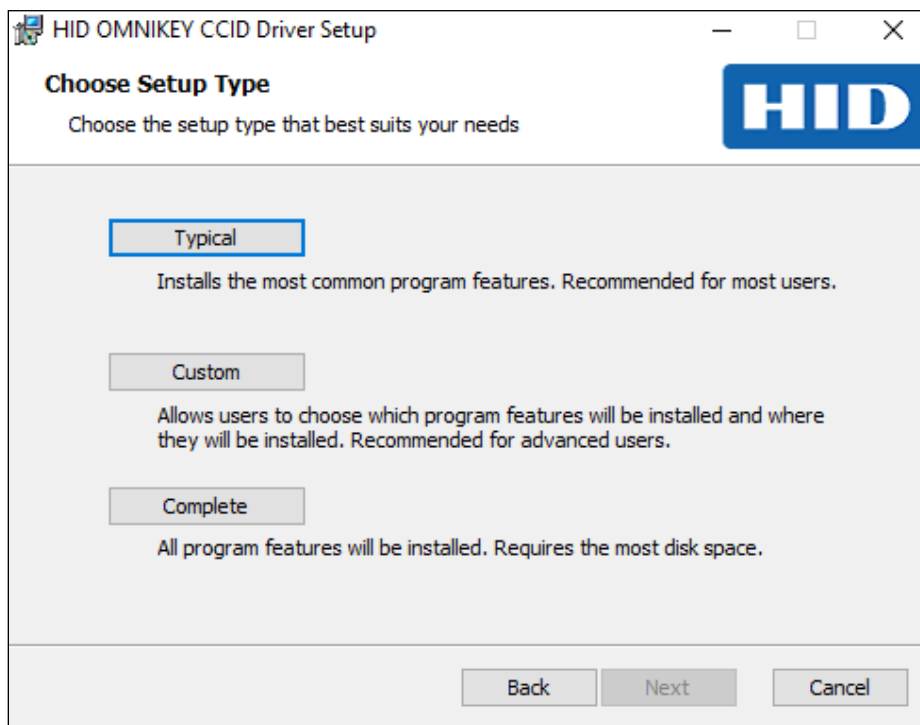 HID OMNIKEY CCID Driver Setup
Choose Setup Type
Choose the setup type that best suits your needs
HID
Typical
Installs the most common program features. Recommended for most users.
Custom
Allows users to choose which program features will be installed and where
they will be installed. Recommended for advanced users.
Complete
All program features will be installed. Requires the most disk space.
Back
Next
Cancel